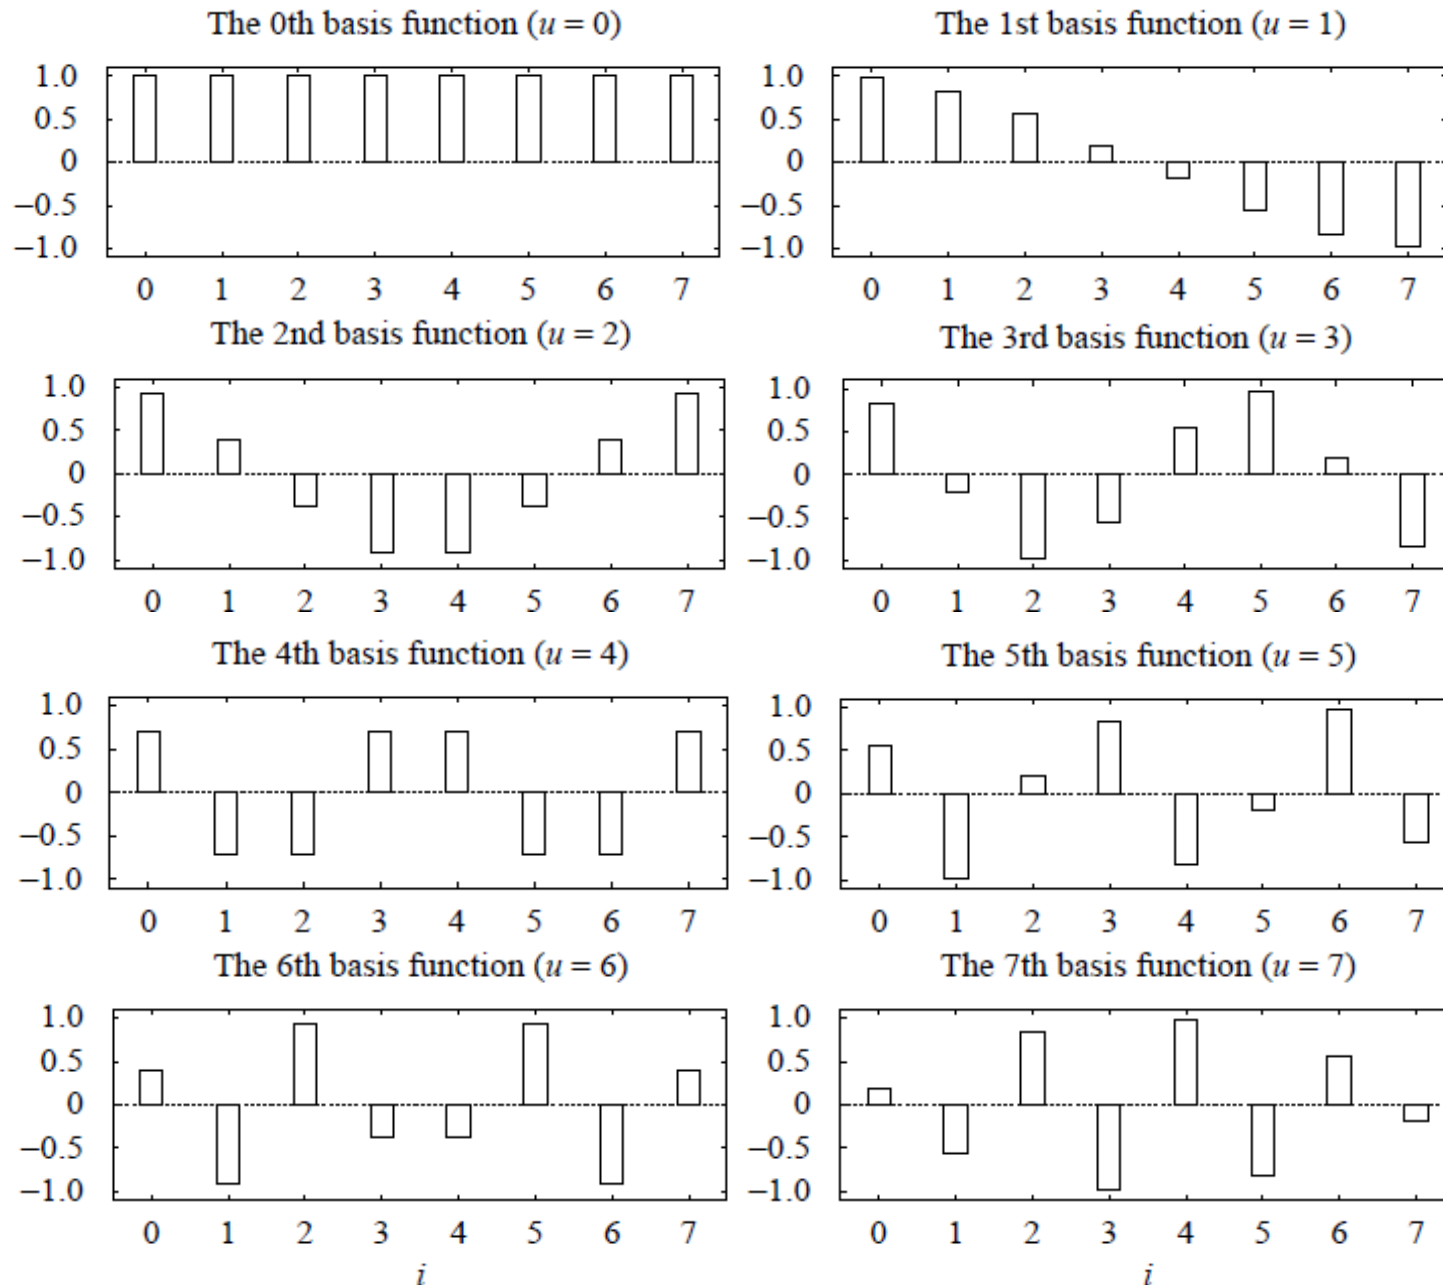 The 0th basis function (u = 0)
1.0
0.5
0
–0.5
–1.0
0 1 2 3 4 5 6 7
The 1st basis function (u = 1)
1.0
0.5
0
–0.5
–1.0
0 1 2 3 4 5 6 7
The 2nd basis function (u = 2)
1.0
0.5
0
–0.5
–1.0
0 1 2 3 4 5 6 7
The 3rd basis function (u = 3)
1.0
0.5
0
–0.5
–1.0
0 1 2 3 4 5 6 7
The 4th basis function (u = 4)
1.0
0.5
0
–0.5
–1.0
0 1 2 3 4 5 6 7
The 5th basis function (u = 5)
1.0
0.5
0
–0.5
–1.0
0 1 2 3 4 5 6 7
The 6th basis function (u = 6)
1.0
0.5
0
–0.5
–1.0
0 1 2 3 4 5 6 7
i
The 7th basis function (u = 7)
1.0
0.5
0
–0.5
–1.0
0 1 2 3 4 5 6 7
i